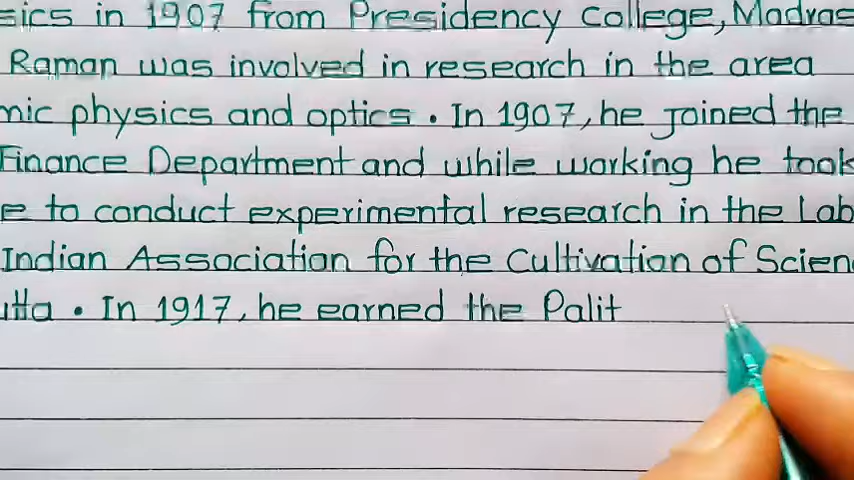 sics in 1907 from Presidency College, Madras
Raman was involved in research in the area
mic physics and optics. In 1907, he joined the
Finance Department and while working he took
e to conduct experimental research in the Lab
Indian Association for the Cultivation of Scien
utta. In 1917, he earned the Palit